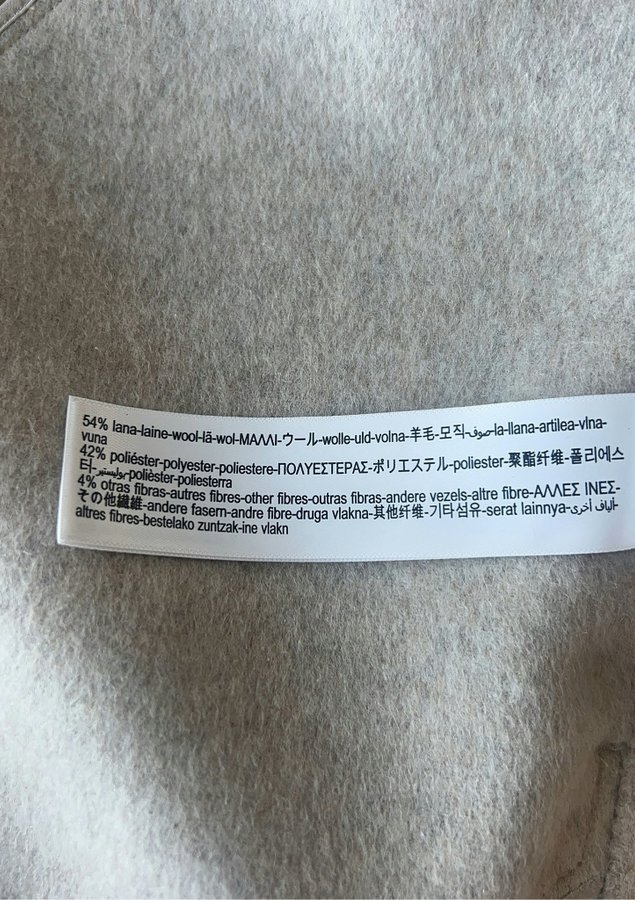 54% lana-laine-wool-lã-wol-ΜΑΛΛΙ-ウール-wolle-uld-volna-羊毛-모직-صوف-la-llana-artilea-vlna-
vuna
42% poliéster-polyester-poliestere-ΠΟΛΥΕΣΤΕΡΑΣ-ポリエステル-poliester-聚酯纤维-폴리에스
터-بوليستير-polièster-poliesterra
4% otras fibras-autres fibres-other fibres-outras fibras-andere vezels-altre fibre-ΑΛΛΕΣ ΙΝΕΣ-
その他繊維-andere fasern-andre fibre-druga vlakna-其他纤维-기타섬유-serat lainnya-ألياف أخرى-
altres fibres-bestelako zuntzak-ine vlakn